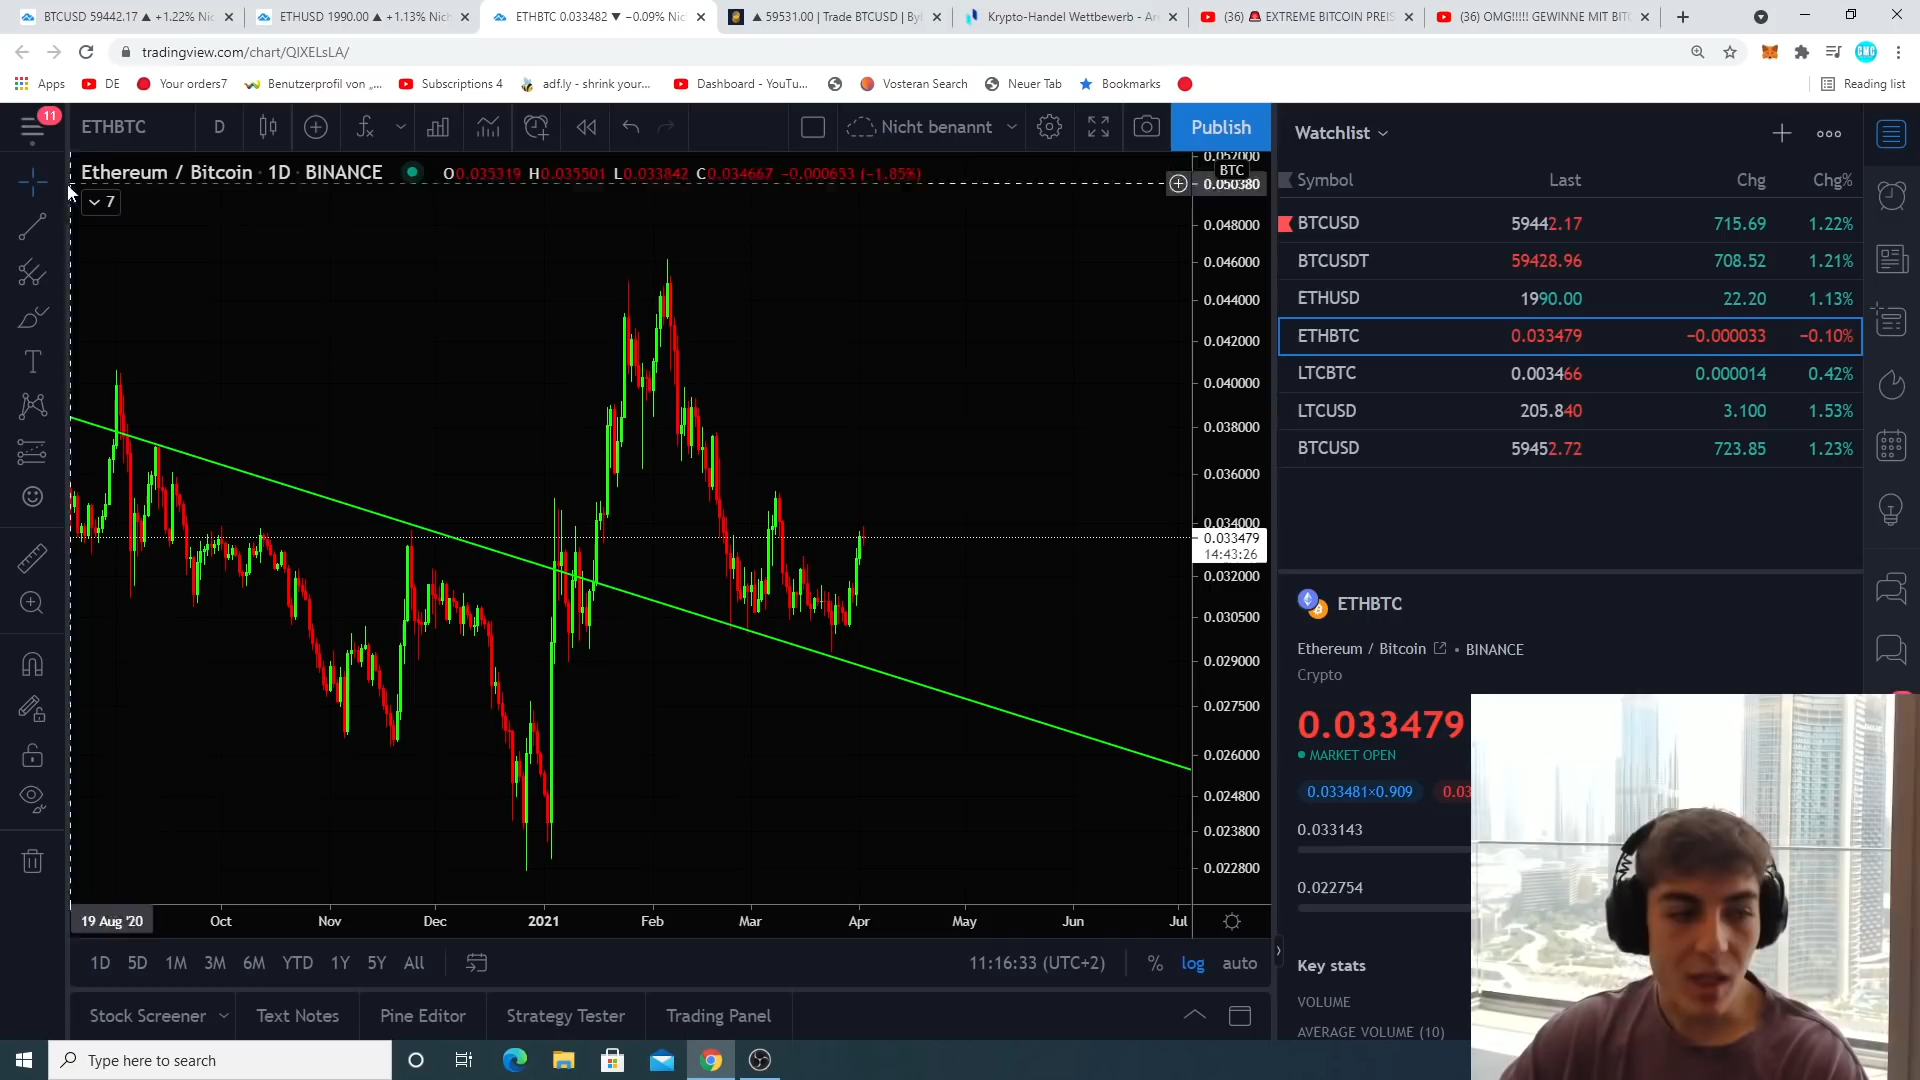 BTCUSD 59442.17 ▲ +1.22% Nic
ETHUSD 1990.00 ▲ +1.13% Nich
ETHBTC 0.033482 ▼ −0.09% Nic
▲ 59531.00 | Trade BTCUSD | Byl
Krypto-Handel Wettbewerb - An
(36) 🚨 EXTREME BITCOIN PREIS
(36) OMG!!!!! GEWINNE MIT BITC
tradingview.com/chart/QIXELsLA/
CMC
Apps
DE
Your orders7
Benutzerprofil von „...
Subscriptions 4
adf.ly - shrink your...
Dashboard - YouTu...
Vosteran Search
Neuer Tab
Bookmarks
Reading list
11
ETHBTC
D
Nicht benannt
Publish
Ethereum / Bitcoin · 1D · BINANCE
O0.035319 H0.035501 L0.033842 C0.034667 −0.000653 (−1.85%)
7
0.052000
BTC
0.050380
0.048000
0.046000
0.044000
0.042000
0.040000
0.038000
0.036000
0.034000
0.033479
14:43:26
0.032000
0.030500
0.029000
0.027500
0.026000
0.024800
0.023800
0.022800
19 Aug '20
Oct
Nov
Dec
2021
Feb
Mar
Apr
May
Jun
Jul
1D 5D 1M 3M 6M YTD 1Y 5Y All
11:16:33 (UTC+2)
% log auto
Stock Screener
Text Notes
Pine Editor
Strategy Tester
Trading Panel
Watchlist
Symbol Last Chg Chg%
BTCUSD 59442.17 715.69 1.22%
BTCUSDT 59428.96 708.52 1.21%
ETHUSD 1990.00 22.20 1.13%
ETHBTC 0.033479 −0.000033 −0.10%
LTCBTC 0.003466 0.000014 0.42%
LTCUSD 205.840 3.100 1.53%
BTCUSD 59452.72 723.85 1.23%
ETHBTC
Ethereum / Bitcoin • BINANCE
Crypto
0.033479
MARKET OPEN
0.033481×0.909
0.03
0.033143
0.022754
Key stats
VOLUME
AVERAGE VOLUME (10)
Type here to search